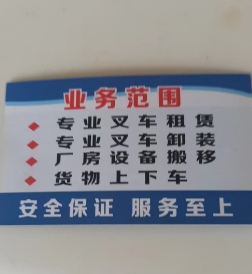 业务范围
专业叉车租赁
专业叉车卸装
厂房设备搬移
货物上下车
安全保证 服务至上